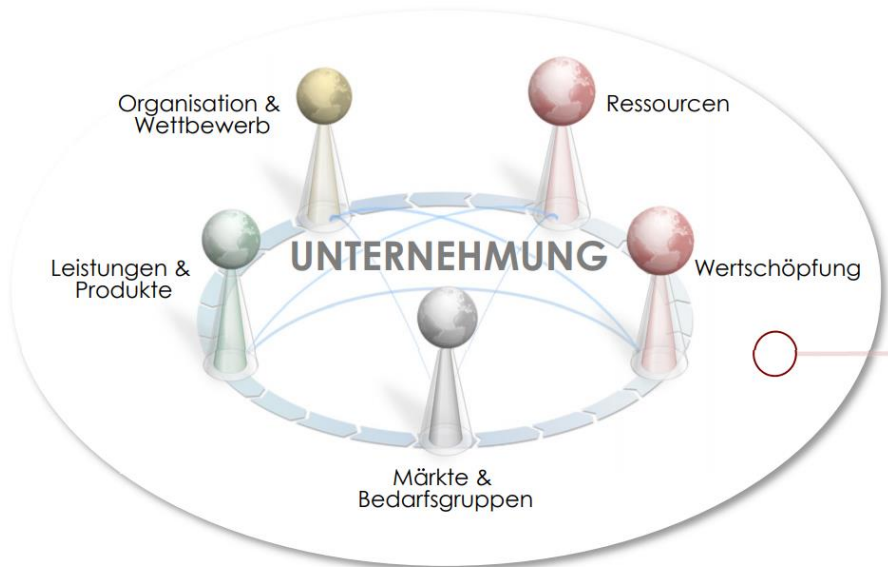 Organisation &
Wettbewerb
Ressourcen
UNTERNEHMUNG
Leistungen &
Produkte
Wertschöpfung
Märkte &
Bedarfsgruppen